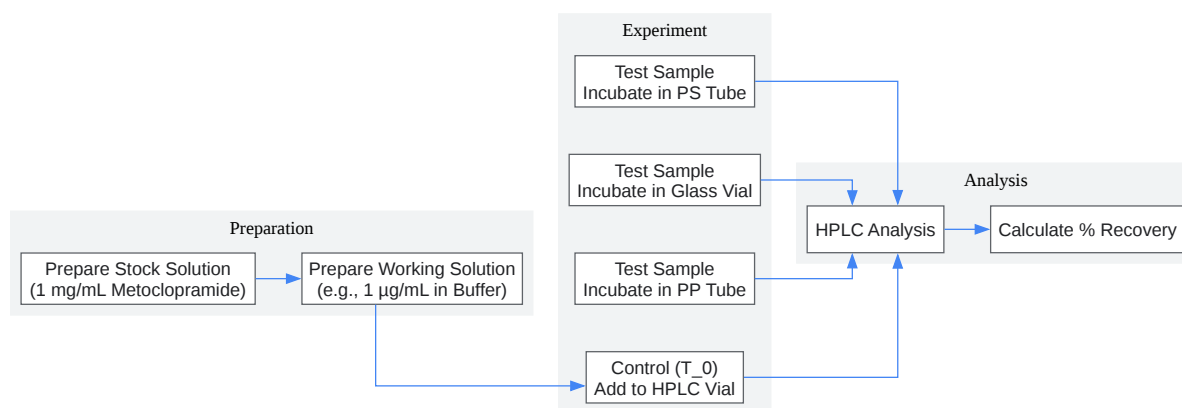 Preparation
Prepare Stock Solution
(1 mg/mL Metoclopramide)
Prepare Working Solution
(e.g., 1 µg/mL in Buffer)
Experiment
Test Sample
Incubate in PS Tube
Test Sample
Incubate in Glass Vial
Test Sample
Incubate in PP Tube
Control (T_0)
Add to HPLC Vial
Analysis
HPLC Analysis
Calculate % Recovery